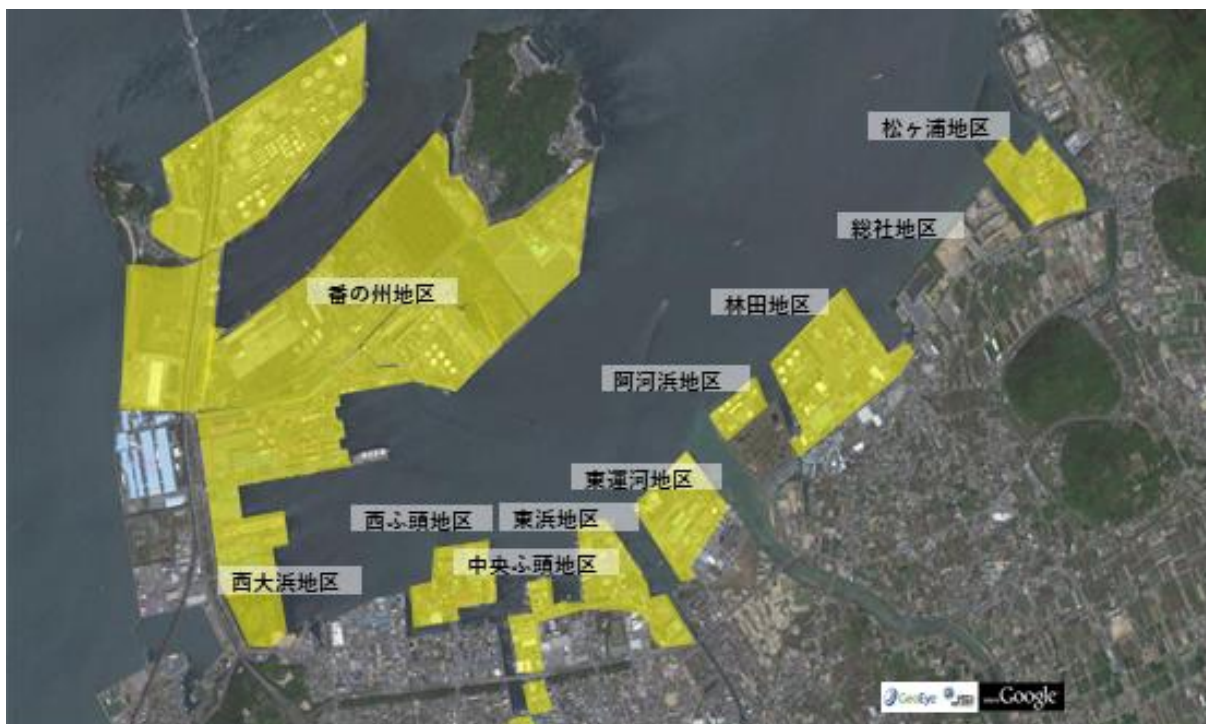 松ヶ浦地区
総社地区
番の州地区
林田地区
阿河浜地区
東運河地区
西ふ頭地区
東浜地区
中央ふ頭地区
西大浜地区
GeoEye
Google